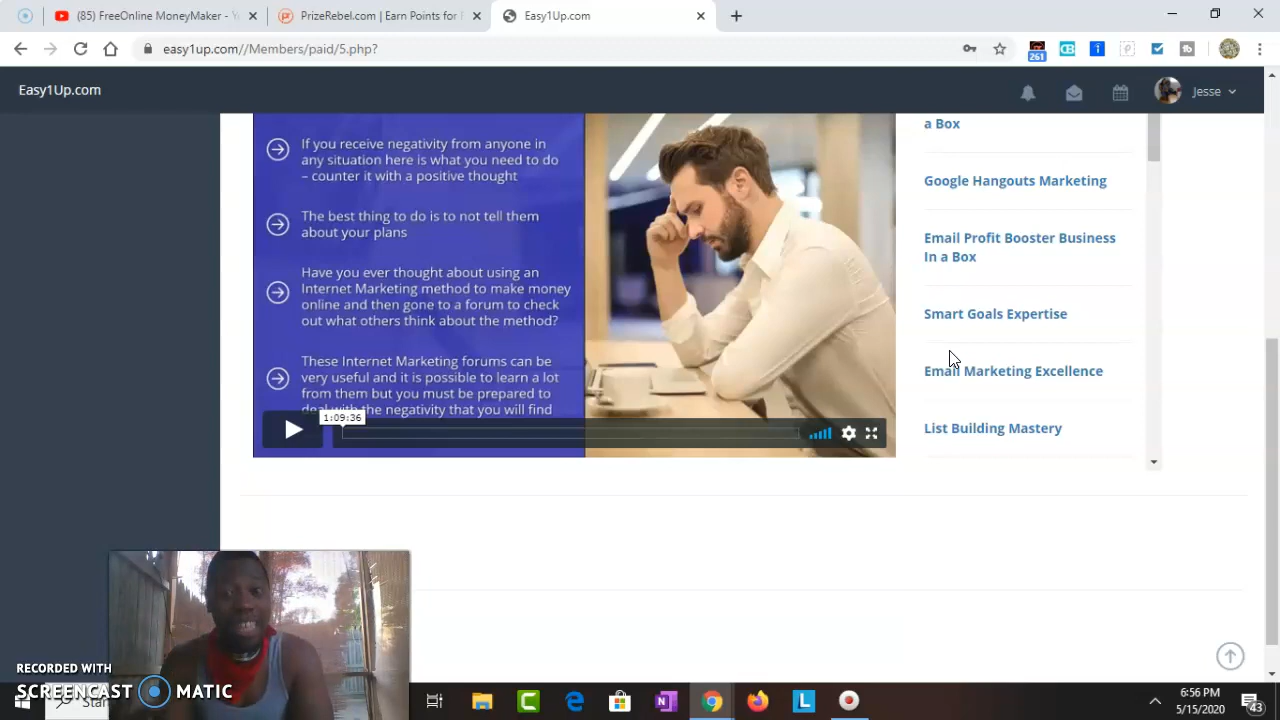 (85) FreeOnline MoneyMaker - Y
PrizeRebel.com | Earn Points for F
Easy1Up.com
easy1up.com//Members/paid/5.php?
261
Easy1Up.com
Jesse
If you receive negativity from anyone in
any situation here is what you need to do
– counter it with a positive thought
The best thing to do is to not tell them
about your plans
Have you ever thought about using an
Internet Marketing method to make money
online and then gone to a forum to check
out what others think about the method?
These Internet Marketing forums can be
very useful and it is possible to learn a lot
from them but you must be prepared to
deal with the negativity that you will find
1:09:36
a Box
Google Hangouts Marketing
Email Profit Booster Business
In a Box
Smart Goals Expertise
Email Marketing Excellence
List Building Mastery
RECORDED WITH
SCREENCAST MATIC
6:56 PM
5/15/2020
43